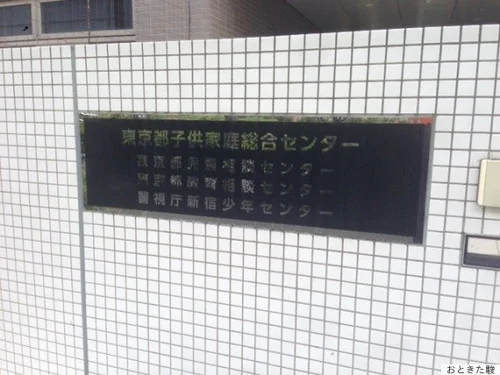 東京都子供家庭総合センター
東京都児童相談センター
東京都教育相談センター
警視庁新宿少年センター
おときた駿